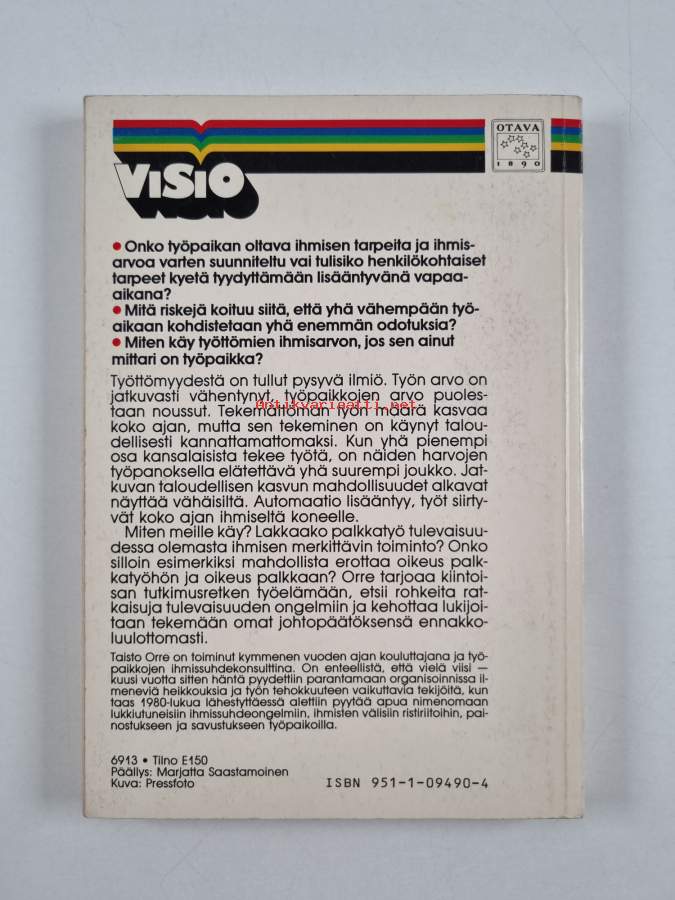 OTAVA
1890
VISIO
• Onko työpaikan oltava ihmisen tarpeita ja ihmis-
arvoa varten suunniteltu vai tulisiko henkilökohtaiset
tarpeet kyetä tyydyttämään lisääntyvänä vapaa-
aikana?
• Mitä riskejä koituu siitä, että yhä vähempään työ-
aikaan kohdistetaan yhä enemmän odotuksia?
• Miten käy työttömien ihmisarvon, jos sen ainut
mittari on työpaikka?
Työttömyydestä on tullut pysyvä ilmiö. Työn arvo on
jatkuvasti vähentynyt, työpaikkojen arvo puoles-
taan noussut. Tekemättömän työn määrä kasvaa
Antikvariaatti.net
koko ajan, mutta sen tekeminen on käynyt talou-
dellisesti kannattamattomaksi. Kun yhä pienempi
osa kansalaisista tekee työtä, on näiden harvojen
työpanoksella elätettävä yhä suurempi joukko. Jat-
kuvan taloudellisen kasvun mahdollisuudet alkavat
näyttää vähäisiltä. Automaatio lisääntyy, työt siirty-
vät koko ajan ihmiseltä koneelle.
Miten meille käy? Lakkaako palkkatyö tulevaisuu-
dessa olemasta ihmisen merkittävin toiminto? Onko
silloin esimerkiksi mahdollista erottaa oikeus palk-
katyöhön ja oikeus palkkaan? Orre tarjoaa kiintoi-
san tutkimusretken työelämään, etsii rohkeita rat-
kaisuja tulevaisuuden ongelmiin ja kehottaa lukijoi-
taan tekemään omat johtopäätöksensä ennakko-
luulottomasti.
Taisto Orre on toiminut kymmenen vuoden ajan kouluttajana ja työ-
paikkojen ihmissuhdekonsulttina. On enteellistä, että vielä viisi —
kuusi vuotta sitten häntä pyydettiin parantamaan organisoinnissa il-
meneviä heikkouksia ja työn tehokkuuteen vaikuttavia tekijöitä, kun
taas 1980-lukua lähestyttäessä alettiin pyytää apua nimenomaan
lukkiutuneisiin ihmissuhdeongelmiin, ihmisten välisiin ristiriitoihin, pai-
nostukseen ja savustukseen työpaikoilla.
6913 • Tilno E150
Päällys: Marjatta Saastamoinen
Kuva: Pressfoto
ISBN 951-1-09490-4